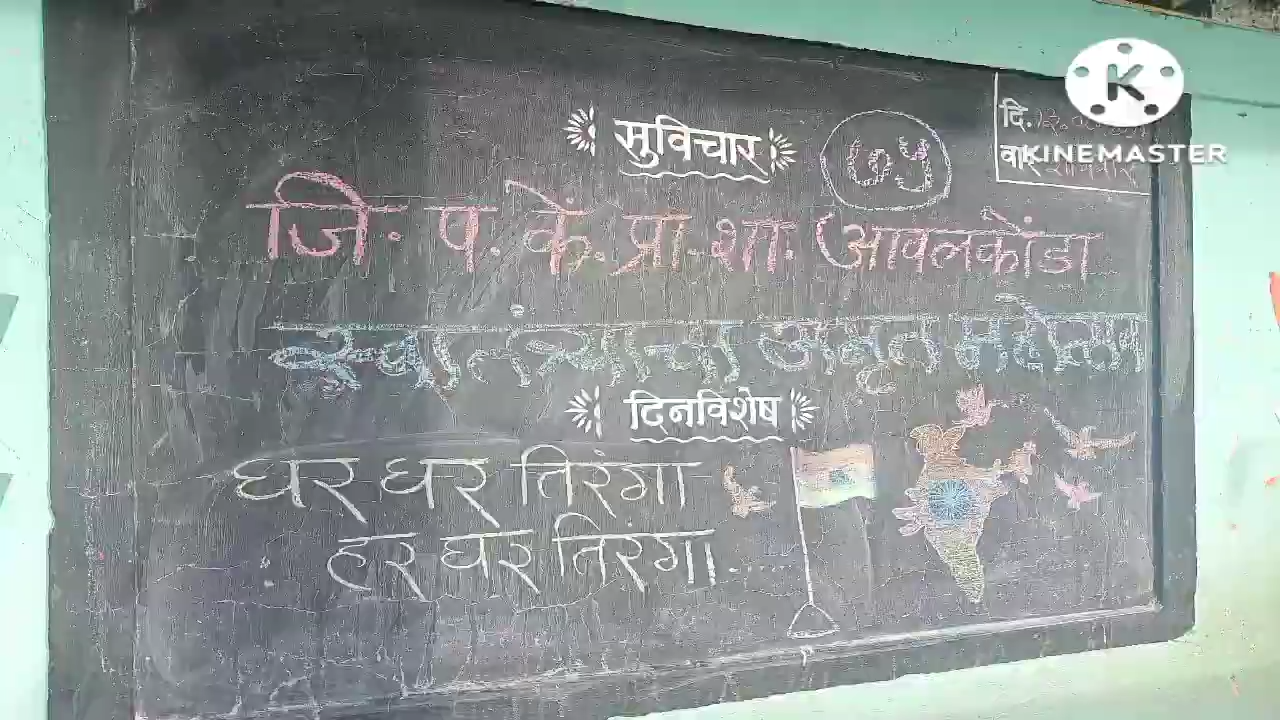 सुविचार
७५
दि.
वार
जि. प. कें. प्रा. शा. (आवलकोंडा
स्वातंत्र्याचा अमृत महोत्सव
दिनविशेष
घर घर तिरंगा
हर घर तिरंगा.....
KINEMASTER